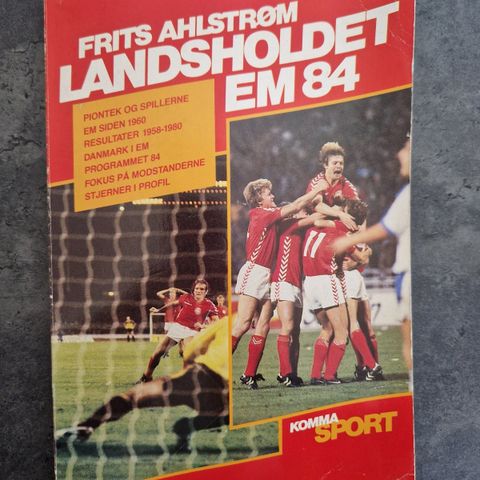 FRITS AHLSTRØM
LANDSHOLDET
EM 84
PIONTEK OG SPILLERNE
EM SIDEN 1960
RESULTATER 1958-1980
DANMARK I EM
PROGRAMMET 84
FOKUS PÅ MODSTANDERNE
STJERNER I PROFIL
11
KOMMA
SPORT